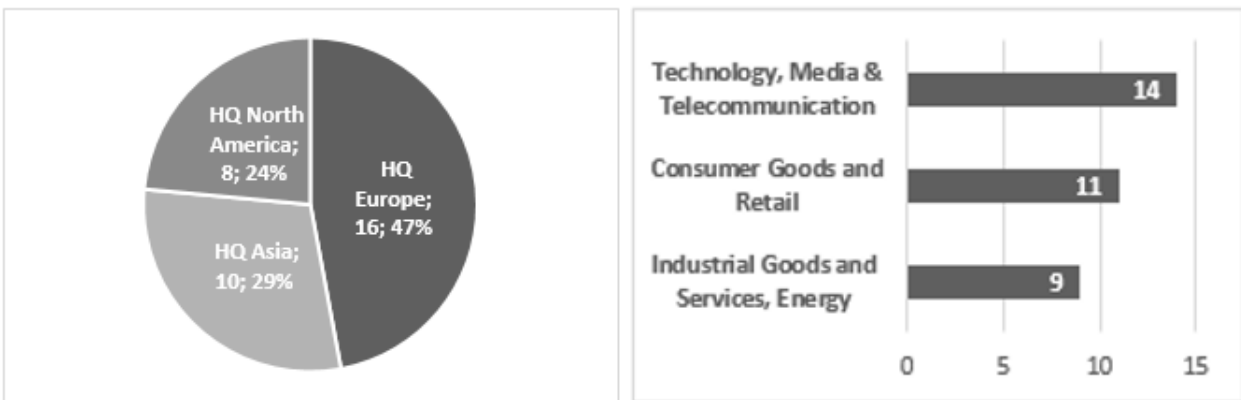 HQ North
America;
8; 24%
HQ
Europe;
16; 47%
HQ Asia;
10; 29%
Technology, Media &
Telecommunication
14
Consumer Goods and
Retail
11
Industrial Goods and
Services, Energy
9
0 5 10 15